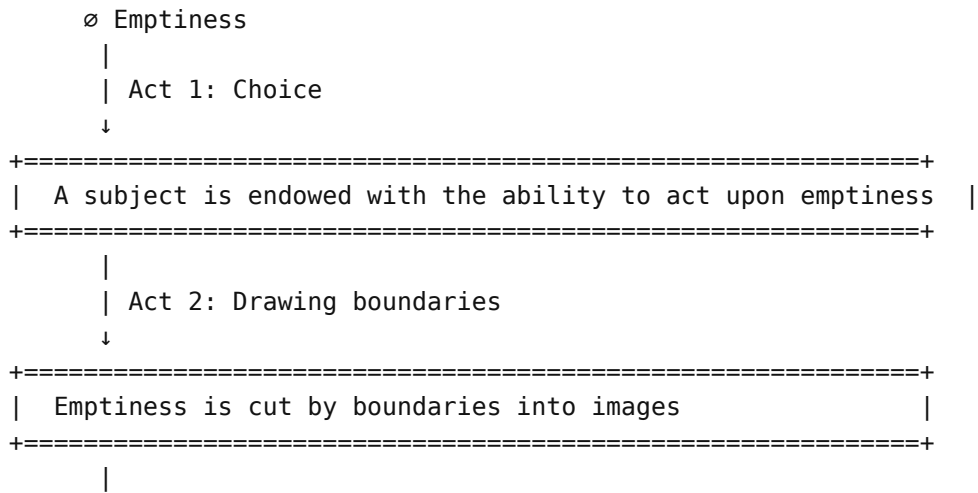 ∅ Emptiness
|
| Act 1: Choice
↓
+============================================================+
|  A subject is endowed with the ability to act upon emptiness  |
+============================================================+
|
| Act 2: Drawing boundaries
↓
+============================================================+
|  Emptiness is cut by boundaries into images                |
+============================================================+
|